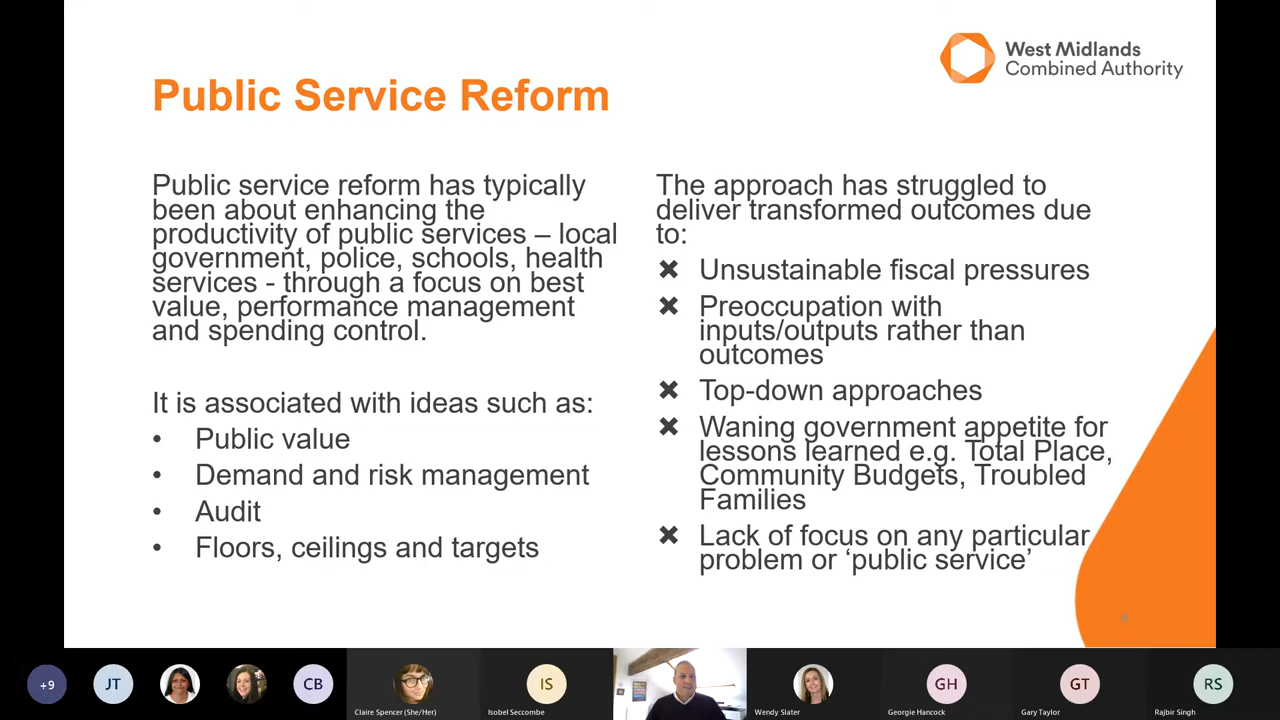 West Midlands
Combined Authority
Public Service Reform
Public service reform has typically
been about enhancing the
productivity of public services – local
government, police, schools, health
services - through a focus on best
value, performance management
and spending control.
It is associated with ideas such as:
• Public value
• Demand and risk management
• Audit
• Floors, ceilings and targets
The approach has struggled to
deliver transformed outcomes due
to:
✖ Unsustainable fiscal pressures
✖ Preoccupation with
inputs/outputs rather than
outcomes
✖ Top-down approaches
✖ Waning government appetite for
lessons learned e.g. Total Place,
Community Budgets, Troubled
Families
✖ Lack of focus on any particular
problem or ‘public service’
+9
JT
CB
Claire Spencer (She/Her)
IS
Isobel Seccombe
Wendy Slater
GH
Georgie Hancock
GT
Gary Taylor
RS
Rajbir Singh